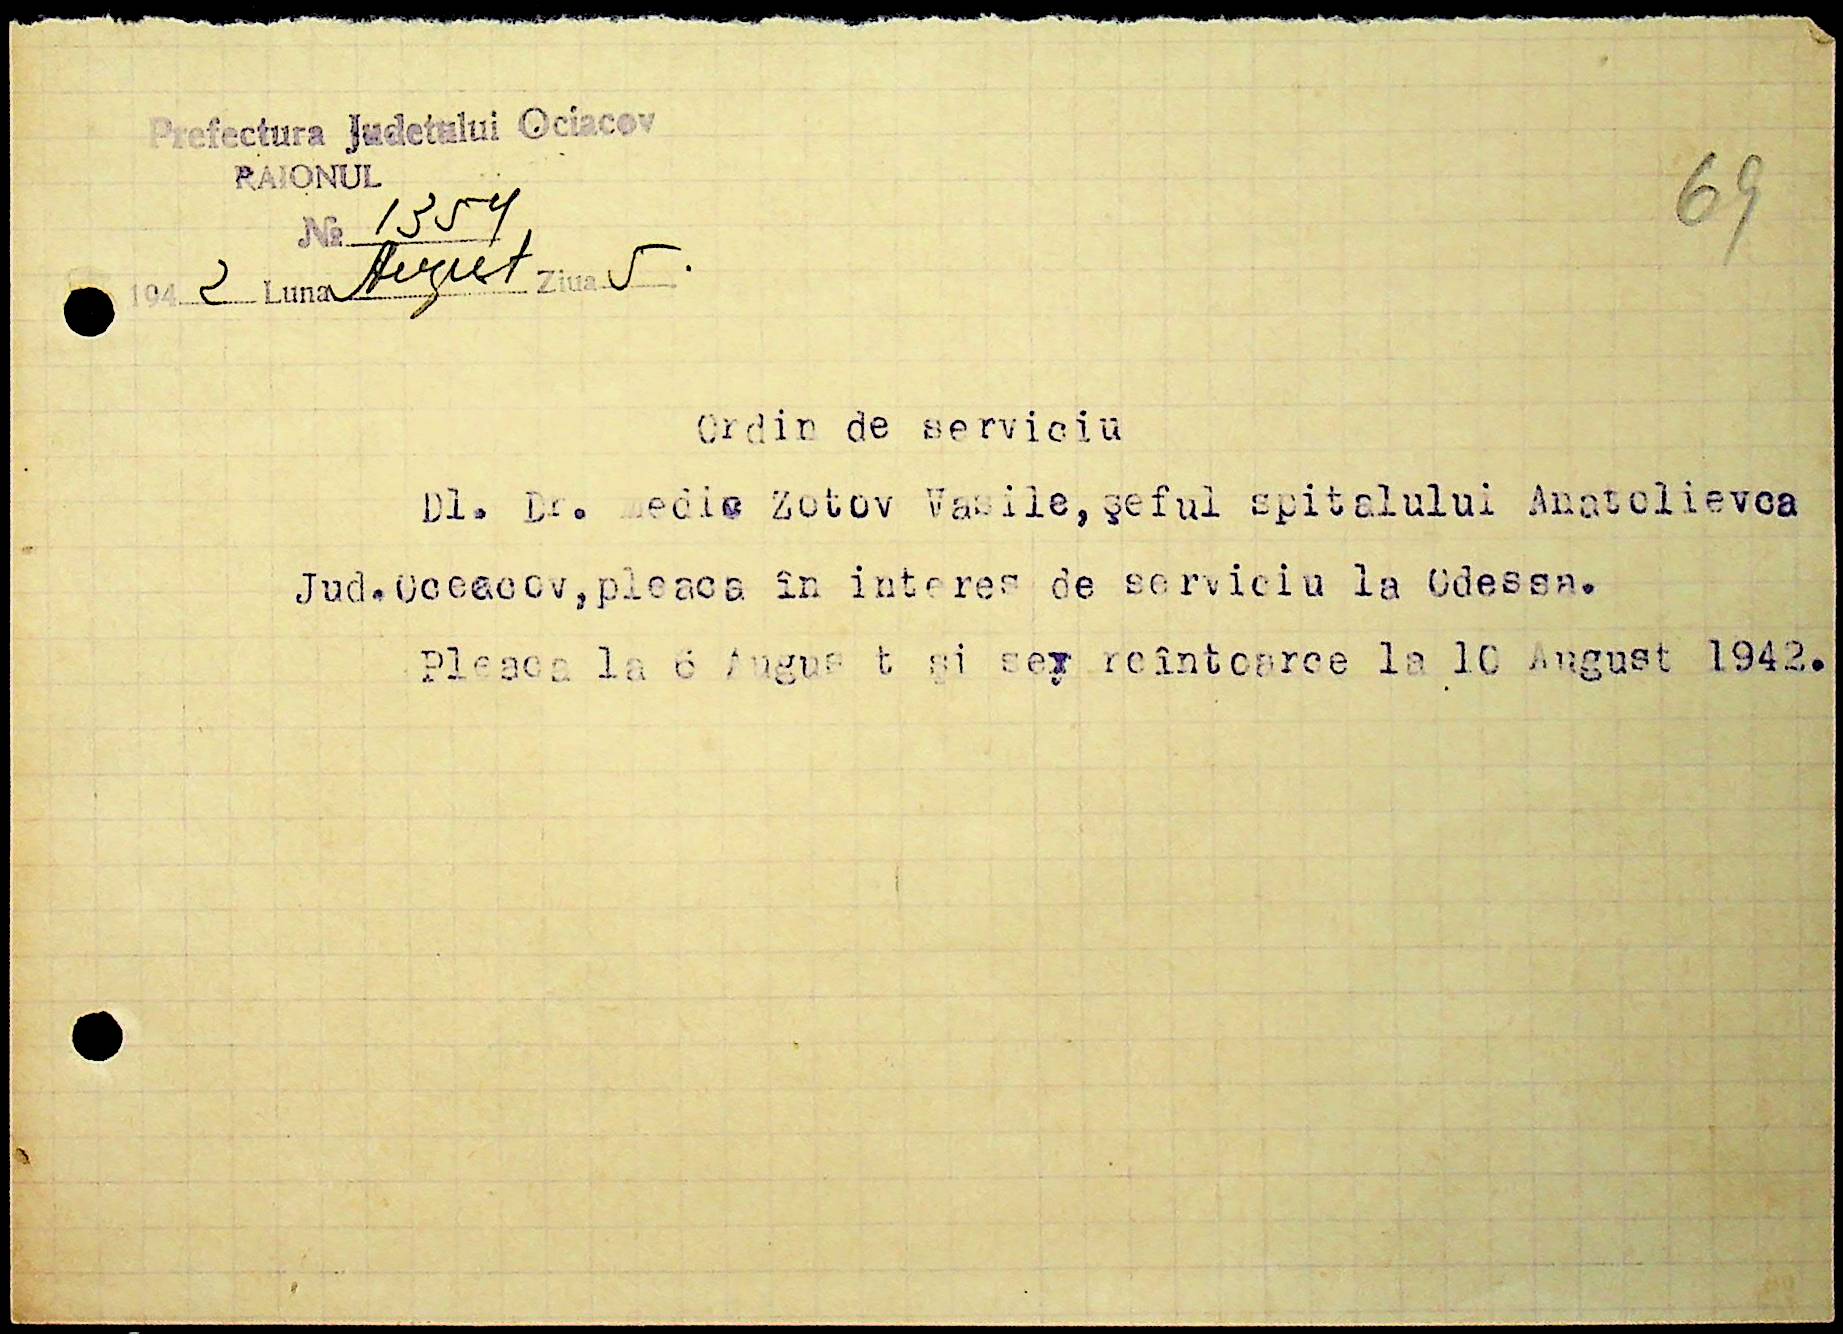 Prefectura Judetului Ociacov
RAIONUL
69
№ 1354
1942 Luna August Ziua 5.
Ordin de serviciu
Dl. Dr. medic Zotov Vasile, şeful spitalului Anatolievca
Jud.Oceacov,pleaca în interes de serviciu la Odessa.
Pleaca la 6 Augus t şi se reîntoarce la 10 August 1942.